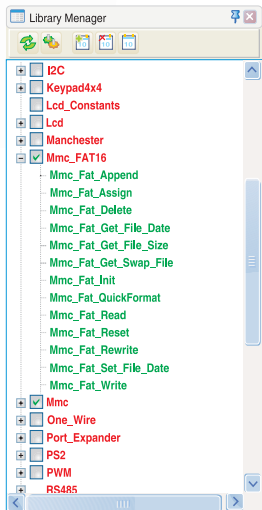 Library Menager
I2C
Keypad4x4
Lcd_Constants
Lcd
Manchester
Mmc_FAT16
Mmc_Fat_Append
Mmc_Fat_Assign
Mmc_Fat_Delete
Mmc_Fat_Get_File_Date
Mmc_Fat_Get_File_Size
Mmc_Fat_Get_Swap_File
Mmc_Fat_Init
Mmc_Fat_QuickFormat
Mmc_Fat_Read
Mmc_Fat_Reset
Mmc_Fat_Rewrite
Mmc_Fat_Set_File_Date
Mmc_Fat_Write
Mmc
One_Wire
Port_Expander
PS2
PWM
RS485